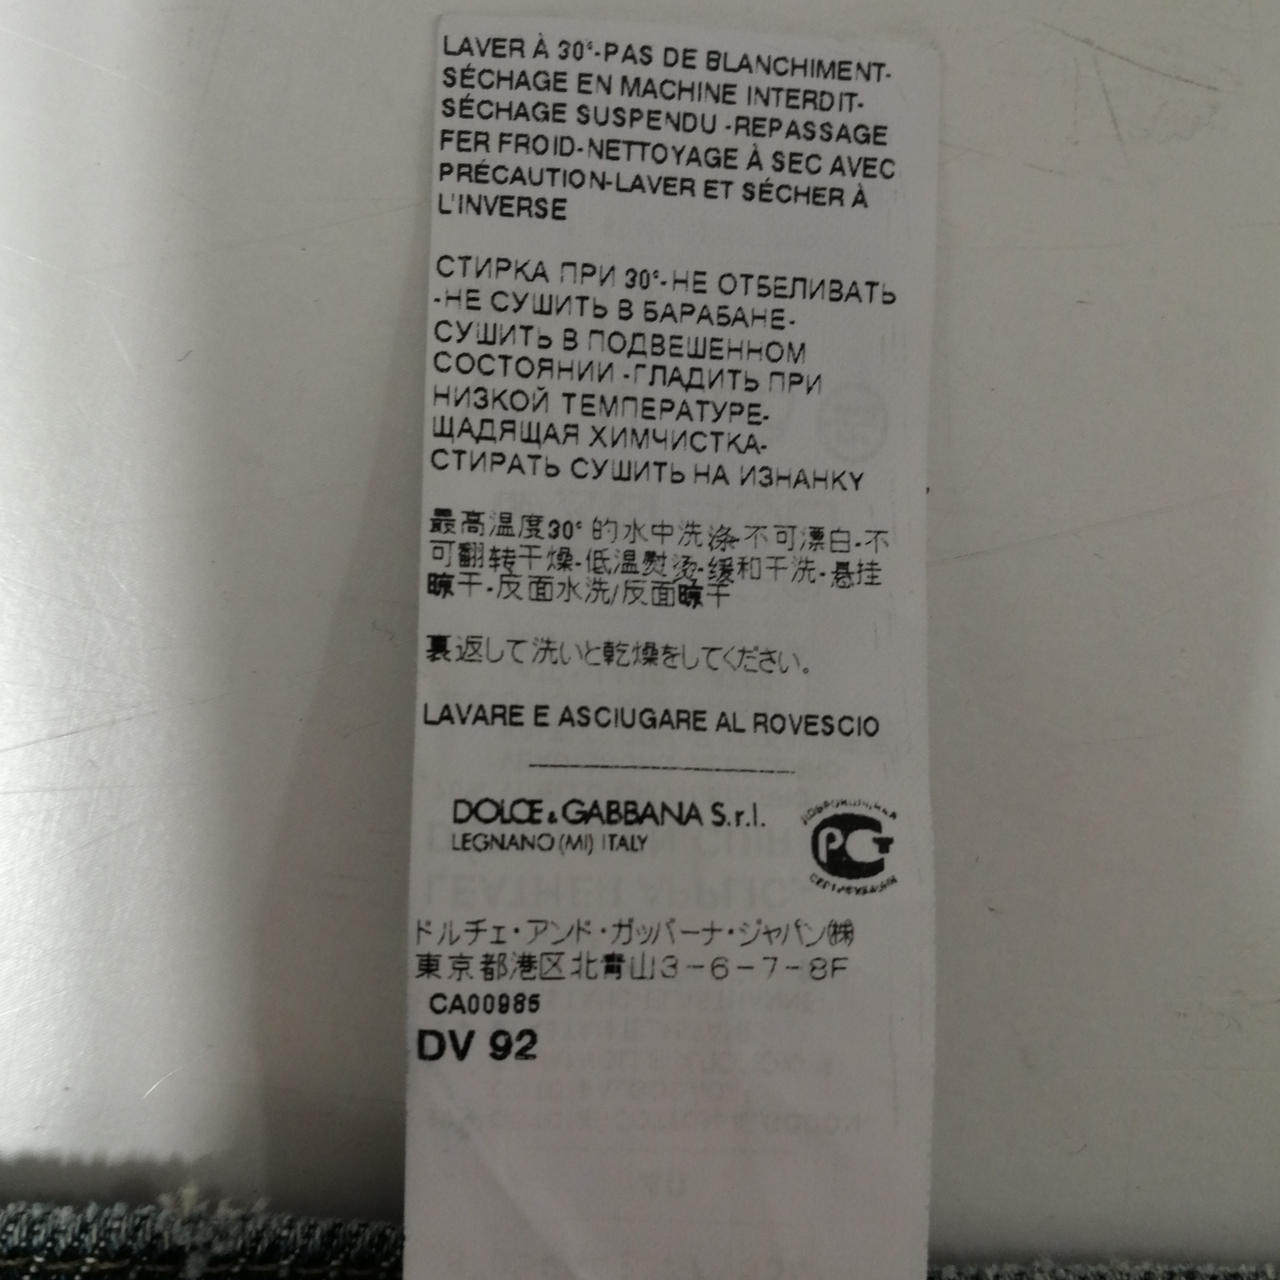 LAVER À 30°-PAS DE BLANCHIMENT-
SÉCHAGE EN MACHINE INTERDIT-
SÉCHAGE SUSPENDU -REPASSAGE
FER FROID-NETTOYAGE À SEC AVEC
PRÉCAUTION-LAVER ET SÉCHER À
L'INVERSE
СТИРКА ПРИ 30°-НЕ ОТБЕЛИВАТЬ
-НЕ СУШИТЬ В БАРАБАНЕ-
СУШИТЬ В ПОДВЕШЕННОМ
СОСТОЯНИИ -ГЛАДИТЬ ПРИ
НИЗКОЙ ТЕМПЕРАТУРЕ-
ЩАДЯЩАЯ ХИМЧИСТКА-
СТИРАТЬ СУШИТЬ НА ИЗНАНКУ
最高温度30°的水中洗涤-不可漂白-不
可翻转干燥-低温熨烫-缓和干洗-悬挂
晾干-反面水洗/反面晾干
裏返して洗いと乾燥をしてください。
LAVARE E ASCIUGARE AL ROVESCIO
DOLCE & GABBANA S.r.l.
LEGNANO (MI) ITALY
РСТ
ドルチェ・アンド・ガッバーナ・ジャパン㈱
東京都港区北青山3-6-7-8F
CA00985
DV 92